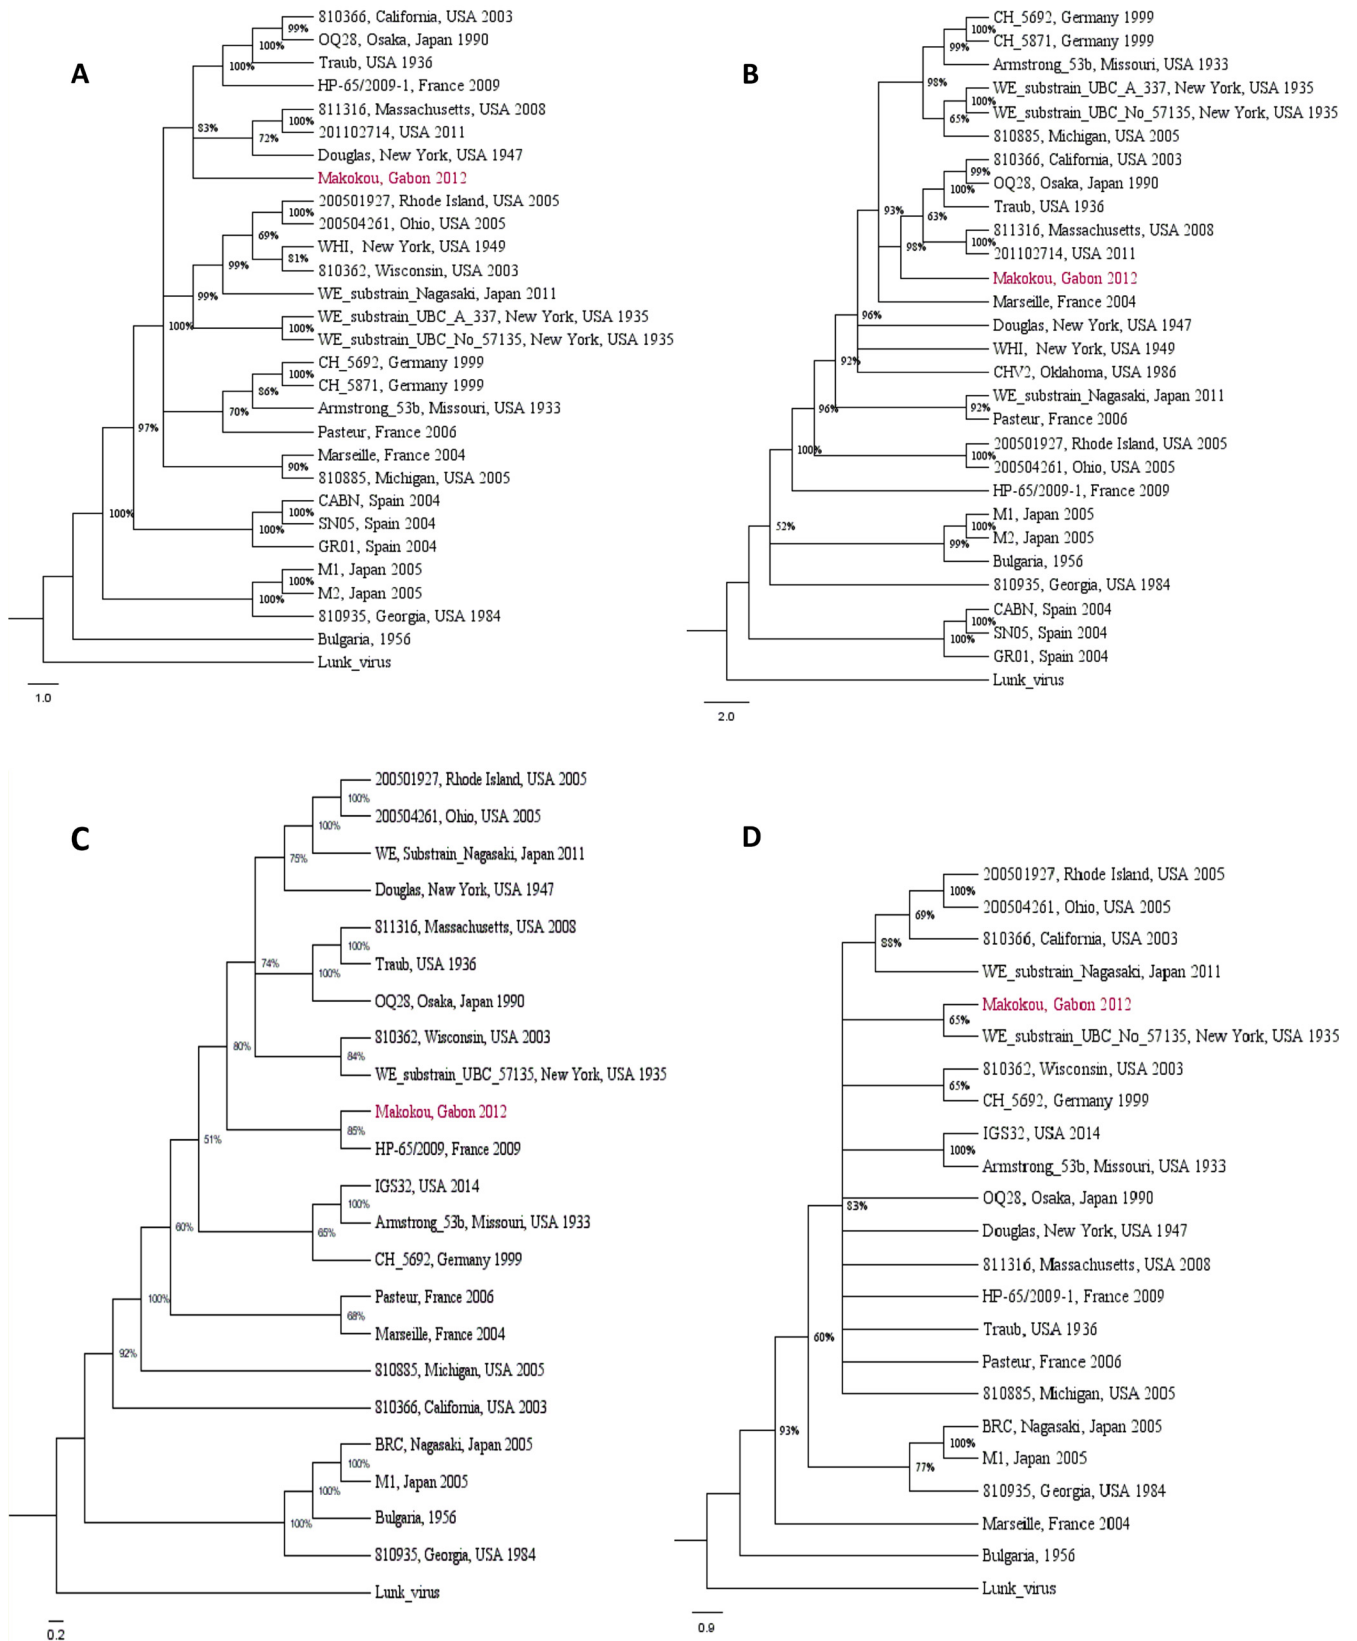 A
810366, California, USA 2003
99%
OQ28, Osaka, Japan 1990
100%
Traub, USA 1936
100%
HP-65/2009-1, France 2009
811316, Massachusetts, USA 2008
100%
83%
201102714, USA 2011
72%
Douglas, New York, USA 1947
Makokou, Gabon 2012
200501927, Rhode Island, USA 2005
100%
200504261, Ohio, USA 2005
69%
WHI, New York, USA 1949
81%
99%
810362, Wisconsin, USA 2003
WE_substrain_Nagasaki, Japan 2011
99%
WE_substrain_UBC_A_337, New York, USA 1935
100%
100%
WE_substrain_UBC_No_57135, New York, USA 1935
CH_5692, Germany 1999
100%
CH_5871, Germany 1999
86%
Armstrong_53b, Missouri, USA 1933
70%
97%
Pasteur, France 2006
Marseille, France 2004
90%
810885, Michigan, USA 2005
CABN, Spain 2004
100%
100%
SN05, Spain 2004
100%
GR01, Spain 2004
M1, Japan 2005
100%
M2, Japan 2005
100%
810935, Georgia, USA 1984
Bulgaria, 1956
Lunk_virus
1.0
B
CH_5692, Germany 1999
100%
CH_5871, Germany 1999
99%
Armstrong_53b, Missouri, USA 1933
98%
WE_substrain_UBC_A_337, New York, USA 1935
100%
WE_substrain_UBC_No_57135, New York, USA 1935
65%
810885, Michigan, USA 2005
810366, California, USA 2003
99%
OQ28, Osaka, Japan 1990
100%
Traub, USA 1936
93%
63%
811316, Massachusetts, USA 2008
100%
98%
201102714, USA 2011
Makokou, Gabon 2012
Marseille, France 2004
96%
Douglas, New York, USA 1947
WHI, New York, USA 1949
92%
CHV2, Oklahoma, USA 1986
WE_substrain_Nagasaki, Japan 2011
96%
92%
Pasteur, France 2006
200501927, Rhode Island, USA 2005
100%
100%
200504261, Ohio, USA 2005
HP-65/2009-1, France 2009
M1, Japan 2005
52%
100%
M2, Japan 2005
99%
Bulgaria, 1956
810935, Georgia, USA 1984
CABN, Spain 2004
100%
SN05, Spain 2004
100%
GR01, Spain 2004
Lunk_virus
2.0
C
200501927, Rhode Island, USA 2005
100%
200504261, Ohio, USA 2005
100%
WE, Substrain_Nagasaki, Japan 2011
75%
Douglas, Naw York, USA 1947
811316, Massachusetts, USA 2008
100%
74%
Traub, USA 1936
100%
OQ28, Osaka, Japan 1990
810362, Wisconsin, USA 2003
80%
84%
WE_substrain_UBC_57135, New York, USA 1935
Makokou, Gabon 2012
85%
51%
HP-65/2009, France 2009
IGS32, USA 2014
100%
Armstrong_53b, Missouri, USA 1933
60%
65%
CH_5692, Germany 1999
Pasteur, France 2006
100%
68%
Marseille, France 2004
92%
810885, Michigan, USA 2005
810366, California, USA 2003
BRC, Nagasaki, Japan 2005
100%
M1, Japan 2005
100%
Bulgaria, 1956
100%
810935, Georgia, USA 1984
Lunk_virus
0.2
D
200501927, Rhode Island, USA 2005
100%
200504261, Ohio, USA 2005
69%
810366, California, USA 2003
88%
WE_substrain_Nagasaki, Japan 2011
Makokou, Gabon 2012
65%
WE_substrain_UBC_No_57135, New York, USA 1935
810362, Wisconsin, USA 2003
65%
CH_5692, Germany 1999
IGS32, USA 2014
100%
Armstrong_53b, Missouri, USA 1933
OQ28, Osaka, Japan 1990
83%
Douglas, New York, USA 1947
811316, Massachusetts, USA 2008
HP-65/2009-1, France 2009
Traub, USA 1936
60%
Pasteur, France 2006
810885, Michigan, USA 2005
BRC, Nagasaki, Japan 2005
93%
100%
M1, Japan 2005
77%
810935, Georgia, USA 1984
Marseille, France 2004
Bulgaria, 1956
Lunk_virus
0.9